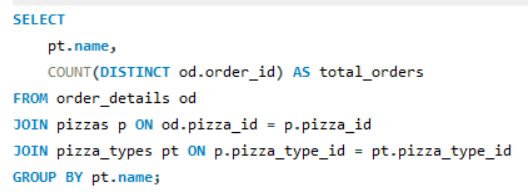 SELECT
    pt.name,
    COUNT(DISTINCT od.order_id) AS total_orders
FROM order_details od
JOIN pizzas p ON od.pizza_id = p.pizza_id
JOIN pizza_types pt ON p.pizza_type_id = pt.pizza_type_id
GROUP BY pt.name;